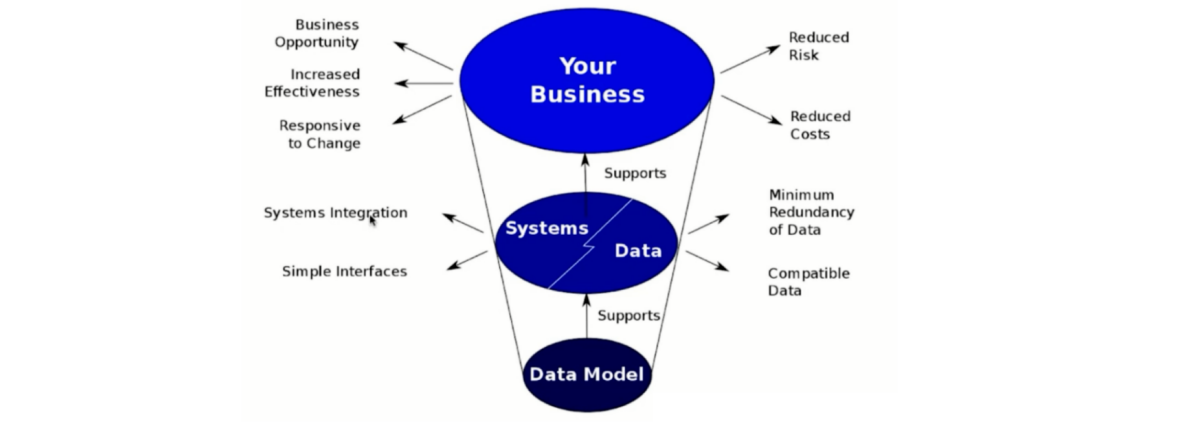 Business
Opportunity
Increased
Effectiveness
Responsive
to Change
Your
Business
Reduced
Risk
Reduced
Costs
Supports
Systems Integration
Simple Interfaces
Systems
Data
Minimum
Redundancy
of Data
Compatible
Data
Supports
Data Model